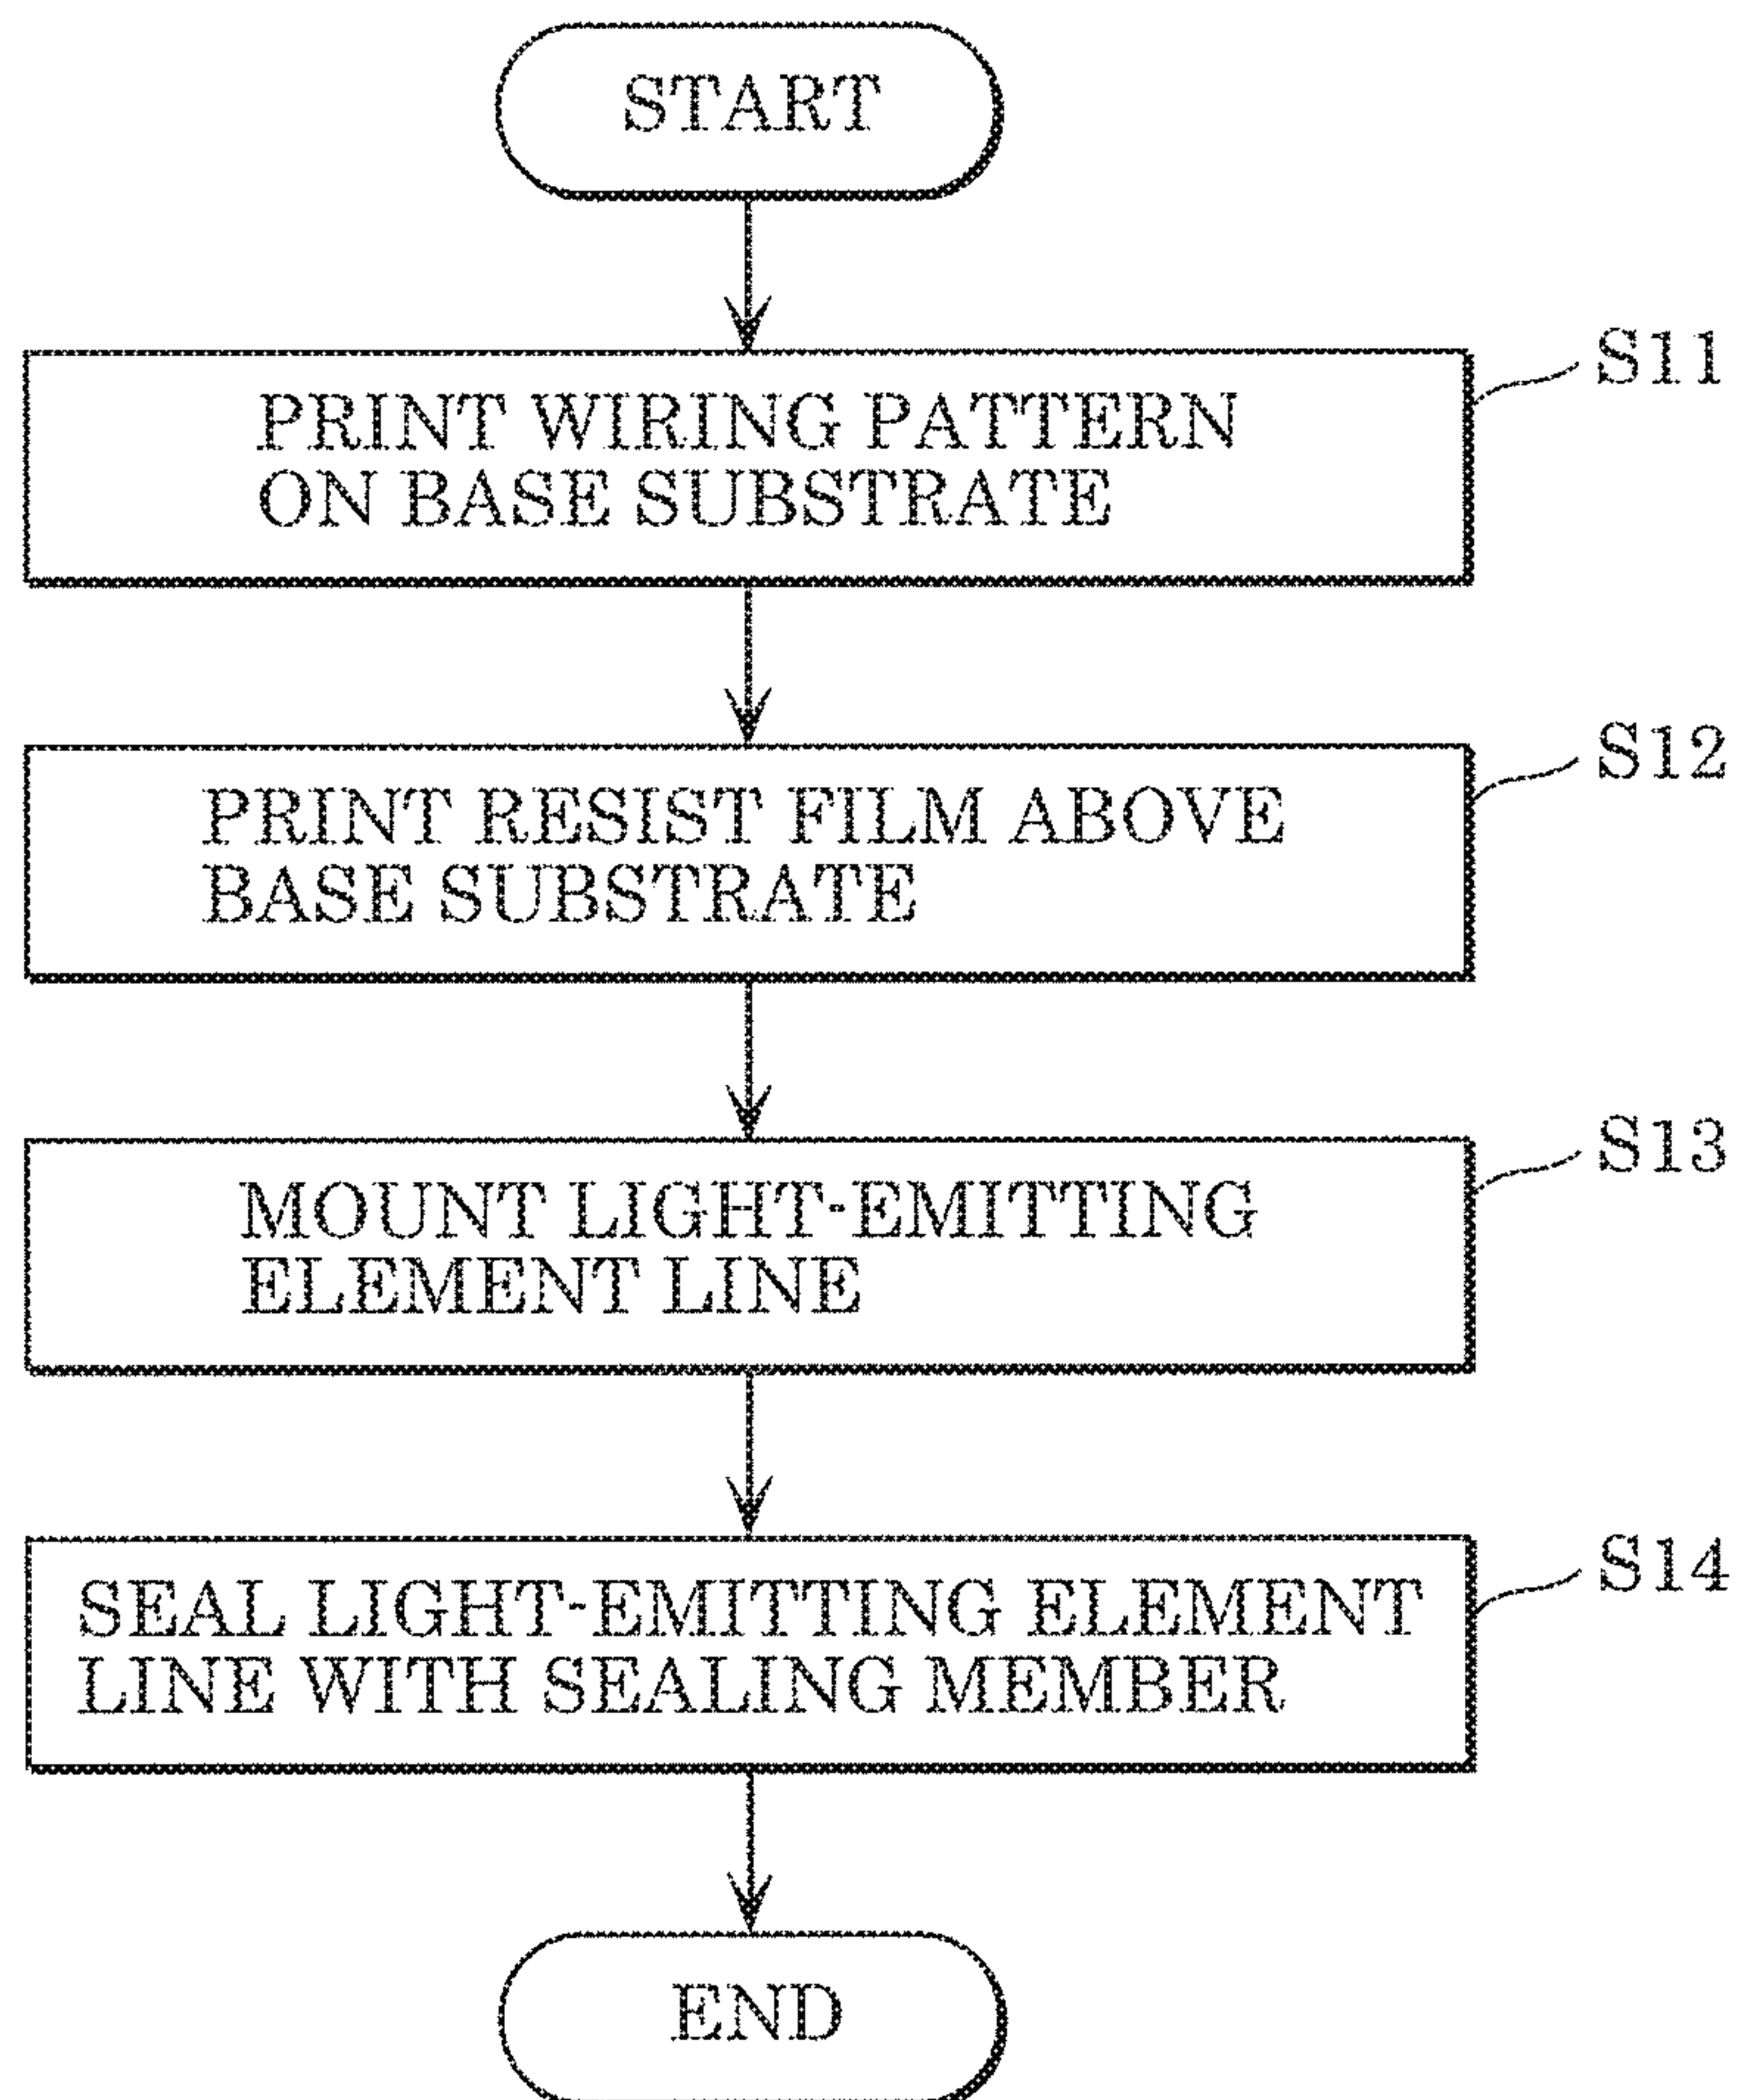 START
S11
PRINT WIRING PATTERN
ON BASE SUBSTRATE
S12
PRINT RESIST FILM ABOVE
BASE SUBSTRATE
S13
MOUNT LIGHT-EMITTING
ELEMENT LINE
S14
SEAL LIGHT-EMITTING ELEMENT
LINE WITH SEALING MEMBER
END